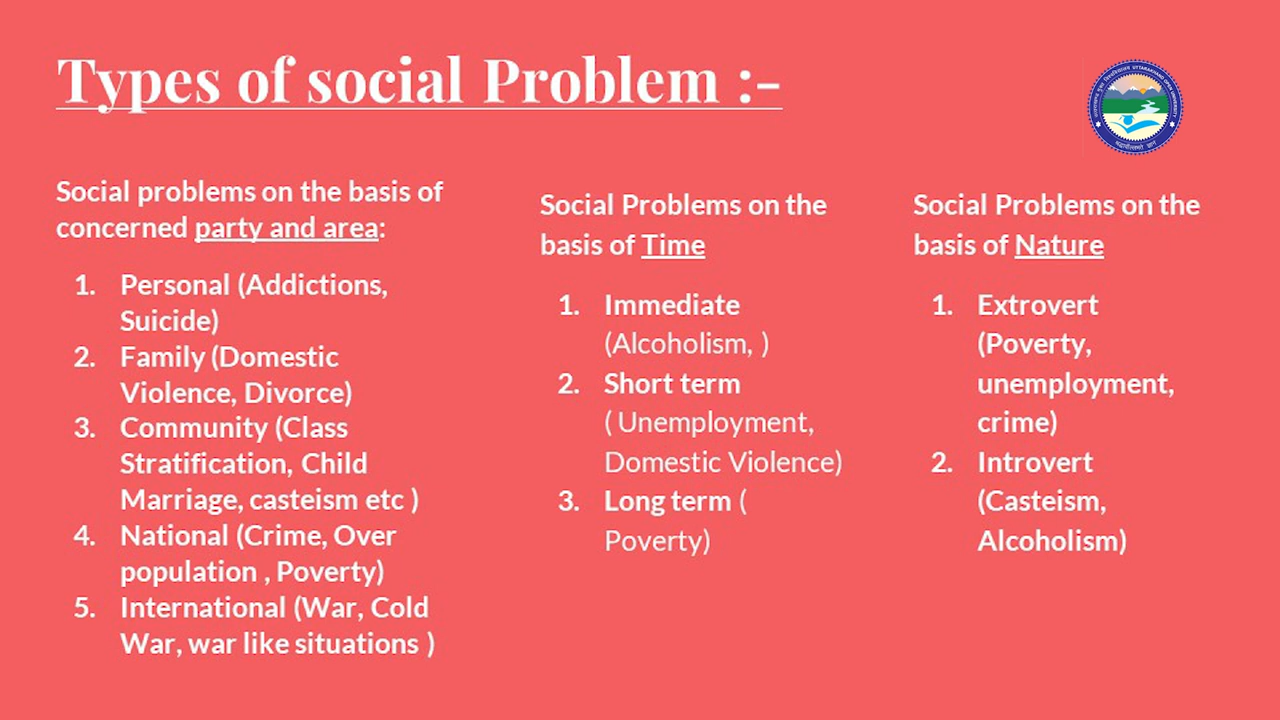 Types of social Problem :-
UTTARAKHAND OPEN UNIVERSITY
Social problems on the basis of
concerned party and area:
1. Personal (Addictions,
Suicide)
2. Family (Domestic
Violence, Divorce)
3. Community (Class
Stratification, Child
Marriage, casteism etc )
4. National (Crime, Over
population , Poverty)
5. International (War, Cold
War, war like situations )
Social Problems on the
basis of Time
1. Immediate
(Alcoholism, )
2. Short term
( Unemployment,
Domestic Violence)
3. Long term (
Poverty)
Social Problems on the
basis of Nature
1. Extrovert
(Poverty,
unemployment,
crime)
2. Introvert
(Casteism,
Alcoholism)